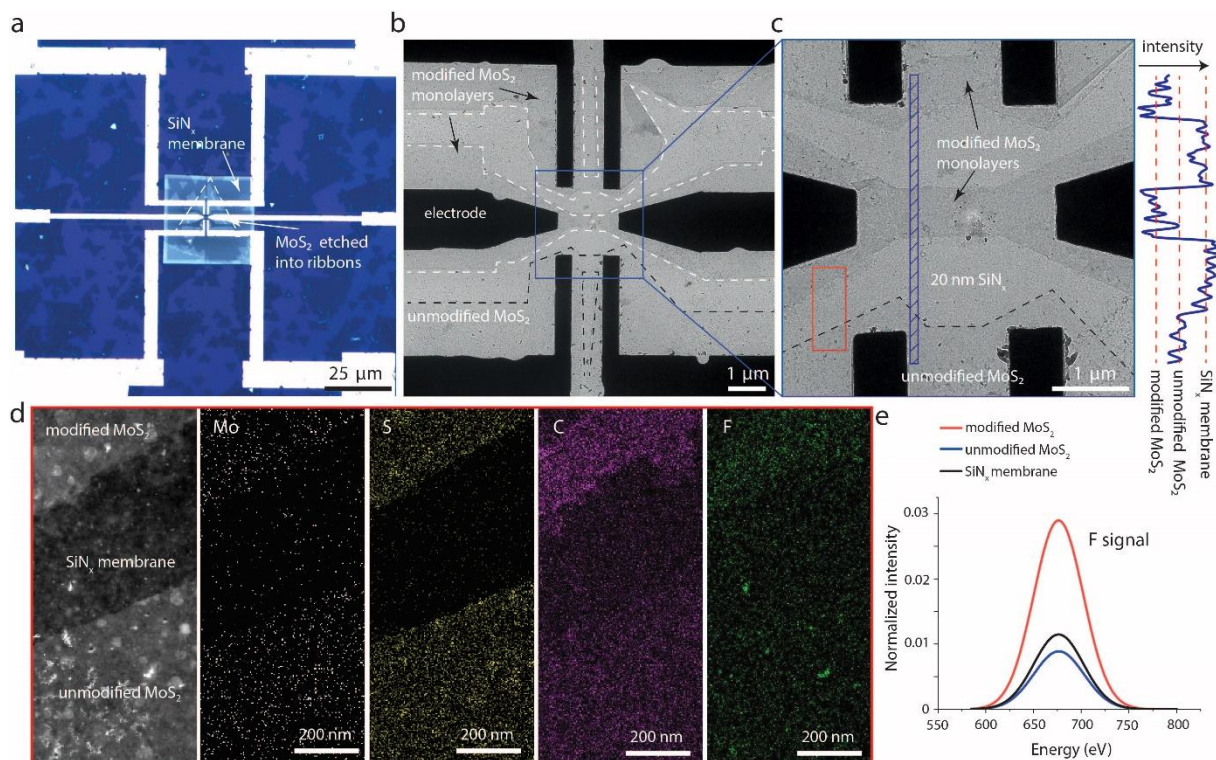 a
SiNₓ
membrane
MoS₂ etched
into ribbons
25 µm
b
modified MoS₂
monolayers
electrode
unmodified MoS₂
1 µm
c
modified MoS₂
monolayers
20 nm SiNₓ
unmodified MoS₂
1 µm
intensity
modified MoS₂
unmodified MoS₂
SiNₓ membrane
d
modified MoS₂
SiNₓ membrane
unmodified MoS₂
Mo
200 nm
S
200 nm
C
200 nm
F
200 nm
e
modified MoS₂
unmodified MoS₂
SiNₓ membrane
F signal
Normalized intensity
0.03
0.02
0.01
0
550
600
650
700
750
800
Energy (eV)